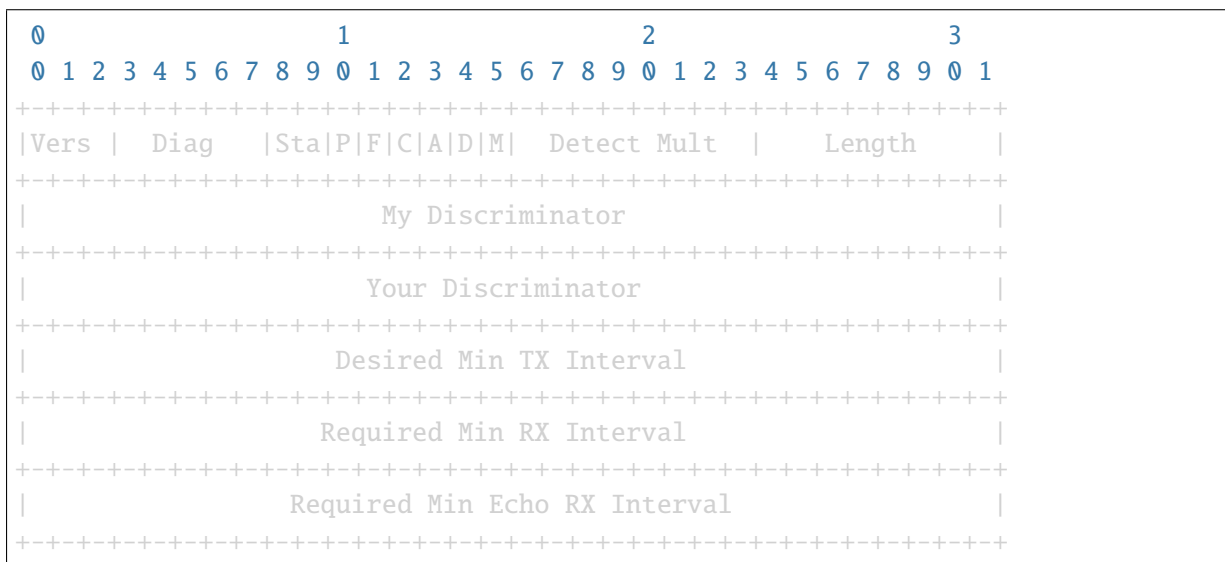 0                   1                   2                   3
 0 1 2 3 4 5 6 7 8 9 0 1 2 3 4 5 6 7 8 9 0 1 2 3 4 5 6 7 8 9 0 1
+-+-+-+-+-+-+-+-+-+-+-+-+-+-+-+-+-+-+-+-+-+-+-+-+-+-+-+-+-+-+-+-+
|Vers |  Diag   |Sta|P|F|C|A|D|M|  Detect Mult  |    Length     |
+-+-+-+-+-+-+-+-+-+-+-+-+-+-+-+-+-+-+-+-+-+-+-+-+-+-+-+-+-+-+-+-+
|                       My Discriminator                        |
+-+-+-+-+-+-+-+-+-+-+-+-+-+-+-+-+-+-+-+-+-+-+-+-+-+-+-+-+-+-+-+-+
|                      Your Discriminator                       |
+-+-+-+-+-+-+-+-+-+-+-+-+-+-+-+-+-+-+-+-+-+-+-+-+-+-+-+-+-+-+-+-+
|                    Desired Min TX Interval                    |
+-+-+-+-+-+-+-+-+-+-+-+-+-+-+-+-+-+-+-+-+-+-+-+-+-+-+-+-+-+-+-+-+
|                   Required Min RX Interval                    |
+-+-+-+-+-+-+-+-+-+-+-+-+-+-+-+-+-+-+-+-+-+-+-+-+-+-+-+-+-+-+-+-+
|                 Required Min Echo RX Interval                 |
+-+-+-+-+-+-+-+-+-+-+-+-+-+-+-+-+-+-+-+-+-+-+-+-+-+-+-+-+-+-+-+-+